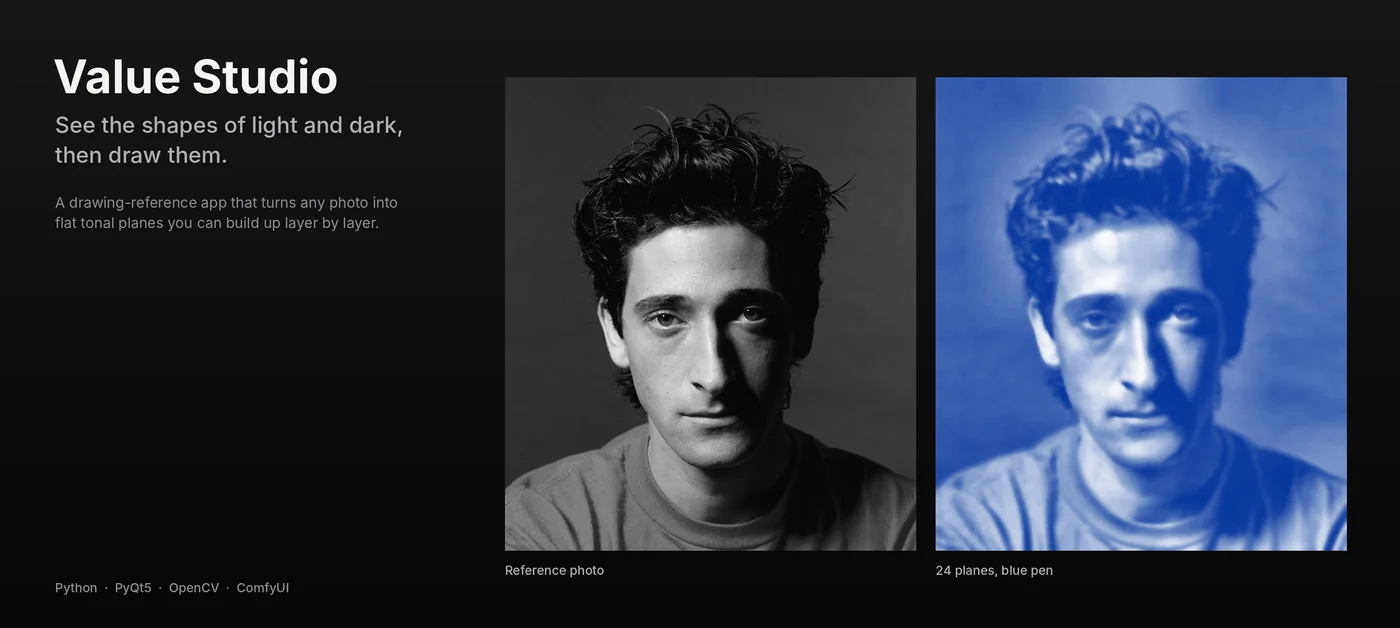 Value Studio
See the shapes of light and dark,
then draw them.
A drawing-reference app that turns any photo into
flat tonal planes you can build up layer by layer.
Python · PyQt5 · OpenCV · ComfyUI
Reference photo
24 planes, blue pen